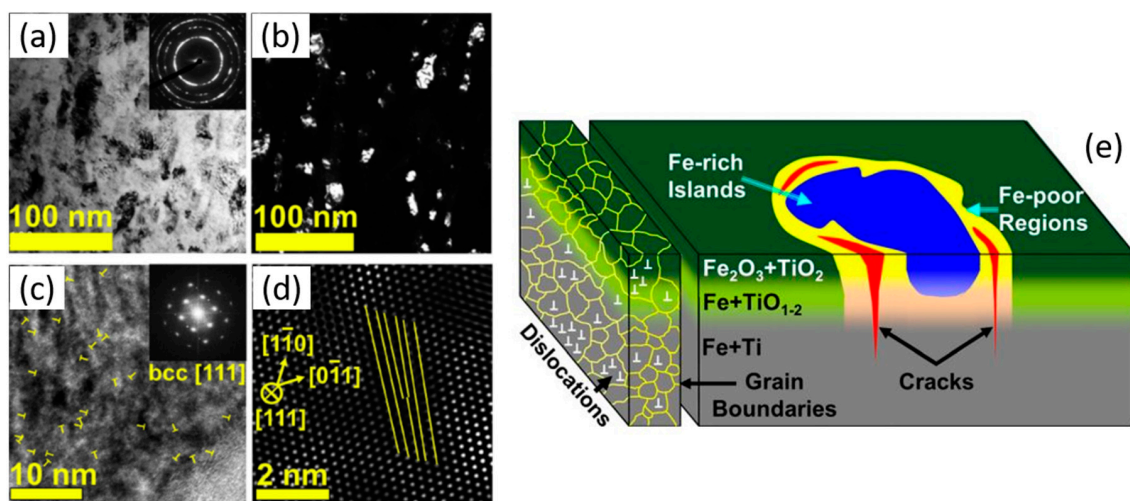 (a)
100 nm
(b)
100 nm
(c)
bcc [111]
10 nm
(d)
[11̅0]
[01̅1]
[111]
2 nm
(e)
Fe-rich
Islands
Fe-poor
Regions
Fe₂O₃+TiO₂
Fe+TiO₁₋₂
Fe+Ti
Dislocations
Grain
Boundaries
Cracks